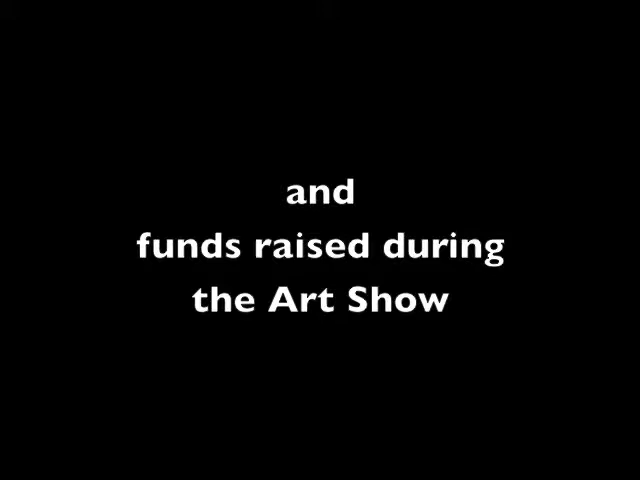 and
funds raised during
the Art Show